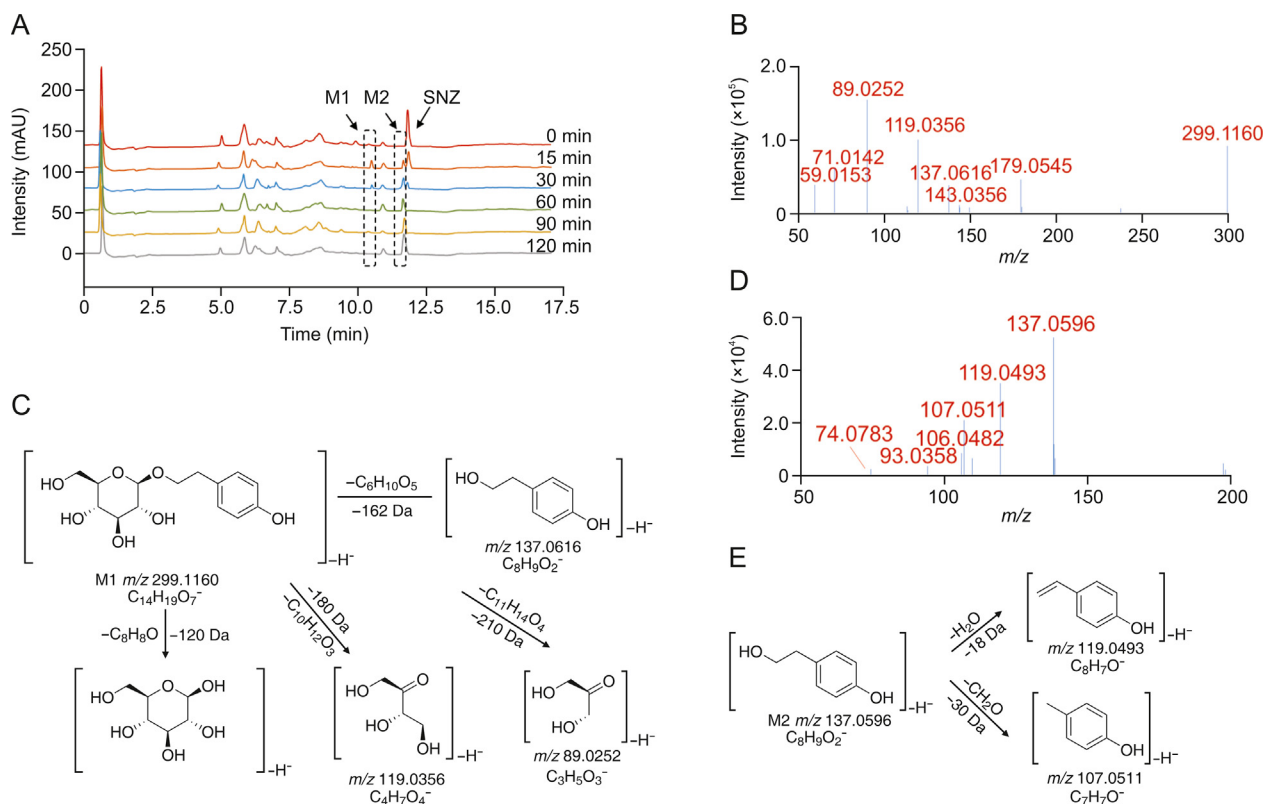 A
Intensity (mAU)
250
200
150
100
50
0
M1
M2
SNZ
0 min
15 min
30 min
60 min
90 min
120 min
0
2.5
5.0
7.5
10.0
12.5
15.0
17.5
Time (min)
B
Intensity (×10⁵)
2.0
1.0
0
89.0252
119.0356
299.1160
71.0142
137.0616
179.0545
59.0153
143.0356
50
100
150
200
250
300
m/z
C
HO
O
O
HO
OH
HO
OH
–H⁻
M1 m/z 299.1160
C₁₄H₁₉O₇⁻
–C₆H₁₀O₅
–162 Da
HO
OH
–H⁻
m/z 137.0616
C₈H₉O₂⁻
–C₈H₈O
–120 Da
–180 Da
–C₁₀H₁₂O₃
–C₁₁H₁₄O₄
–210 Da
HO
O
OH
HO
OH
OH
–H⁻
HO
O
HO
OH
–H⁻
m/z 119.0356
C₄H₇O₄⁻
HO
O
HO
–H⁻
m/z 89.0252
C₃H₅O₃⁻
D
Intensity (×10⁴)
6.0
4.0
2.0
0
137.0596
119.0493
107.0511
74.0783
106.0482
93.0358
50
100
150
200
m/z
E
HO
OH
–H⁻
M2 m/z 137.0596
C₈H₉O₂⁻
–H₂O
-18 Da
OH
–H⁻
m/z 119.0493
C₈H₇O⁻
–CH₂O
–30 Da
OH
–H⁻
m/z 107.0511
C₇H₇O⁻